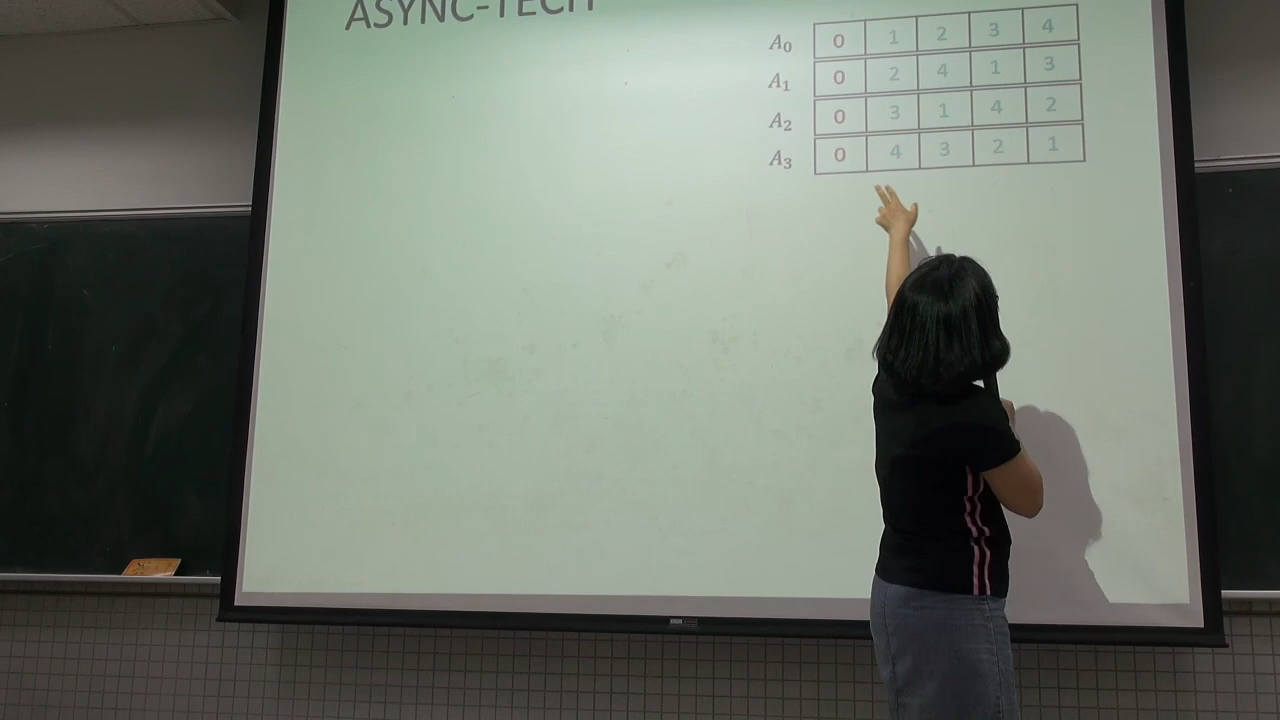 ASYNC-TECH
A0 0 1 2 3 4
A1 0 2 4 1 3
A2 0 3 1 4 2
A3 0 4 3 2 1